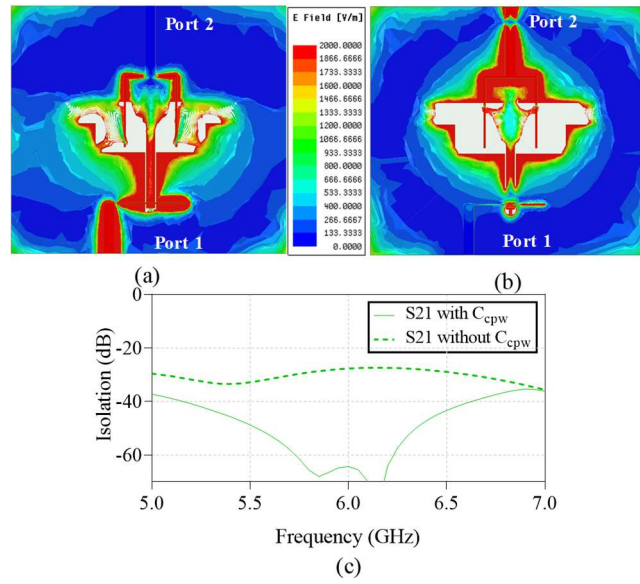 Port 2
Port 1
(a)
E Field [V/m]
2000.0000
1866.6666
1733.3333
1600.0000
1466.6666
1333.3333
1200.0000
1066.6666
933.3333
800.0000
666.6666
533.3333
400.0000
266.6667
133.3333
0.0000
Port 2
Port 1
(b)
0
-20
-40
-60
Isolation (dB)
S21 with Ccpw
S21 without Ccpw
5.0 5.5 6.0 6.5 7.0
Frequency (GHz)
(c)